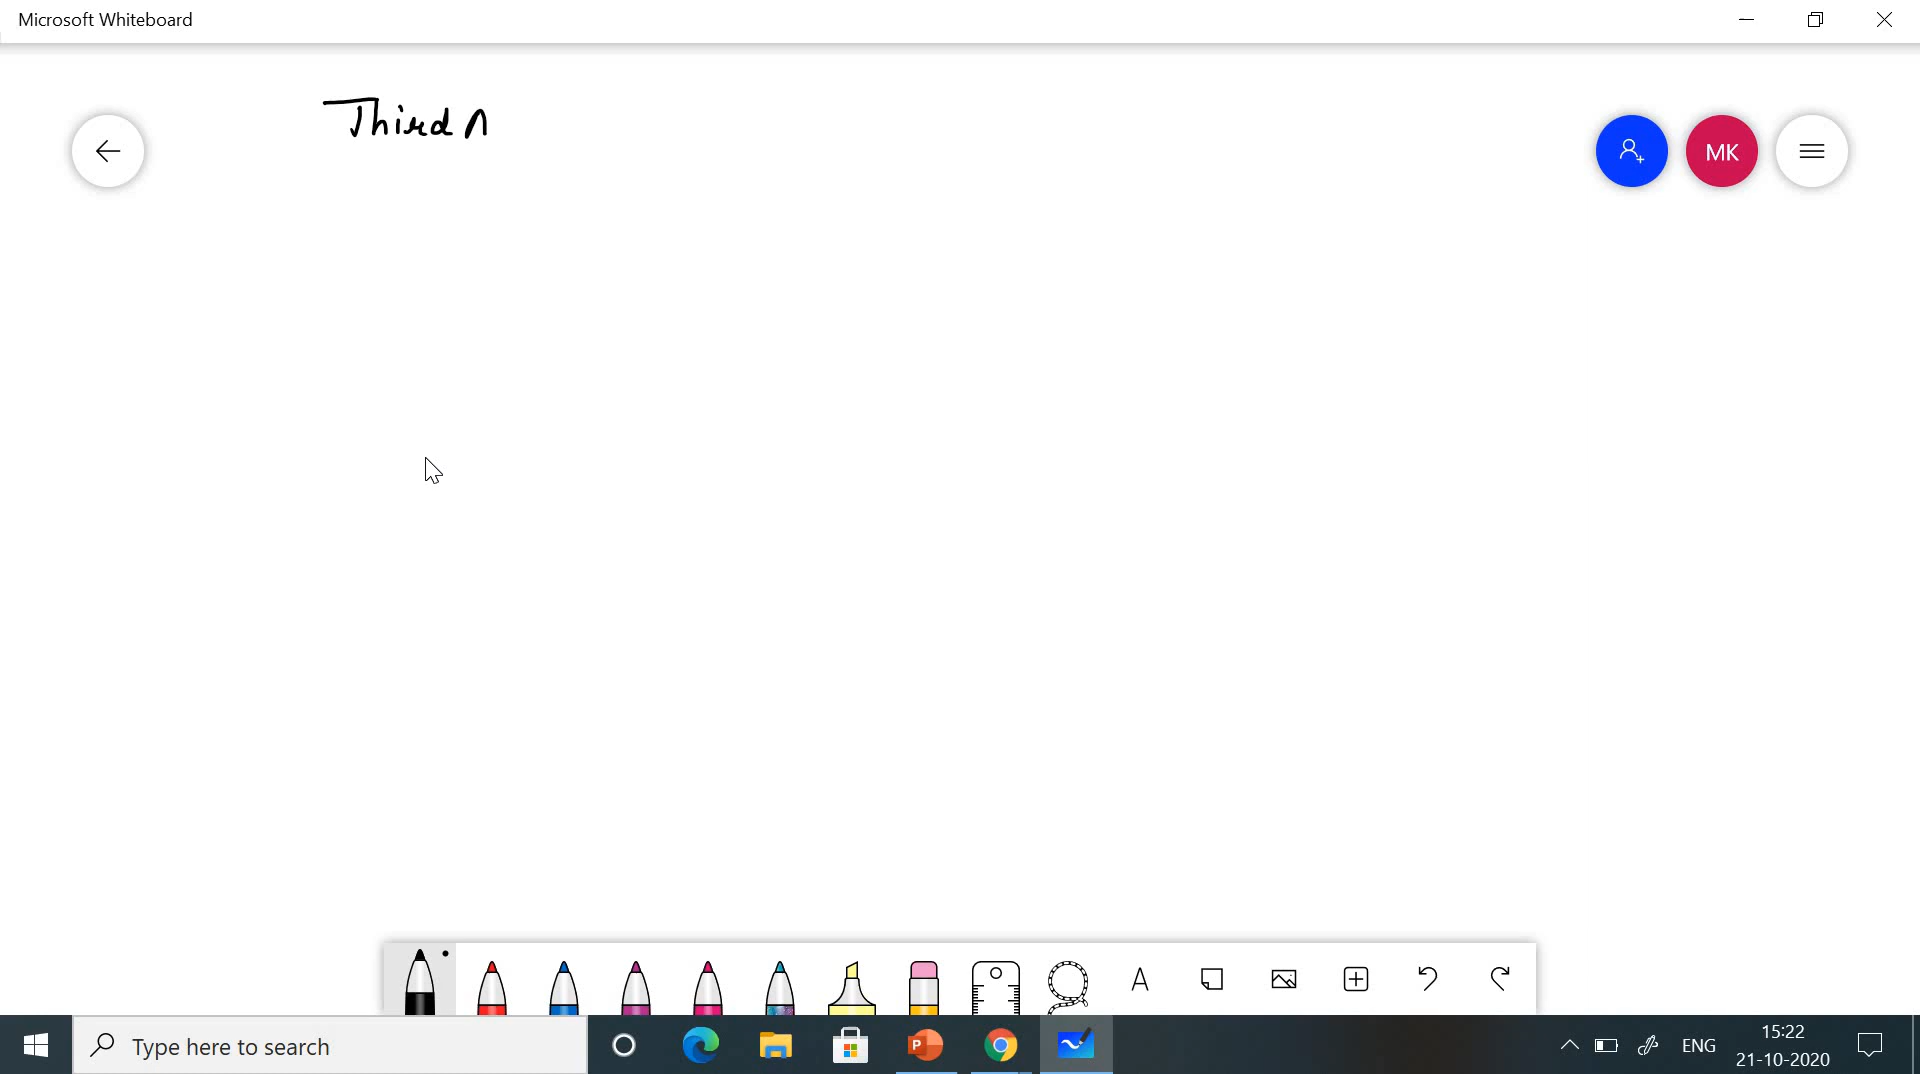 Microsoft Whiteboard
Third
MK
A
Type here to search
P
ENG
15:22
21-10-2020